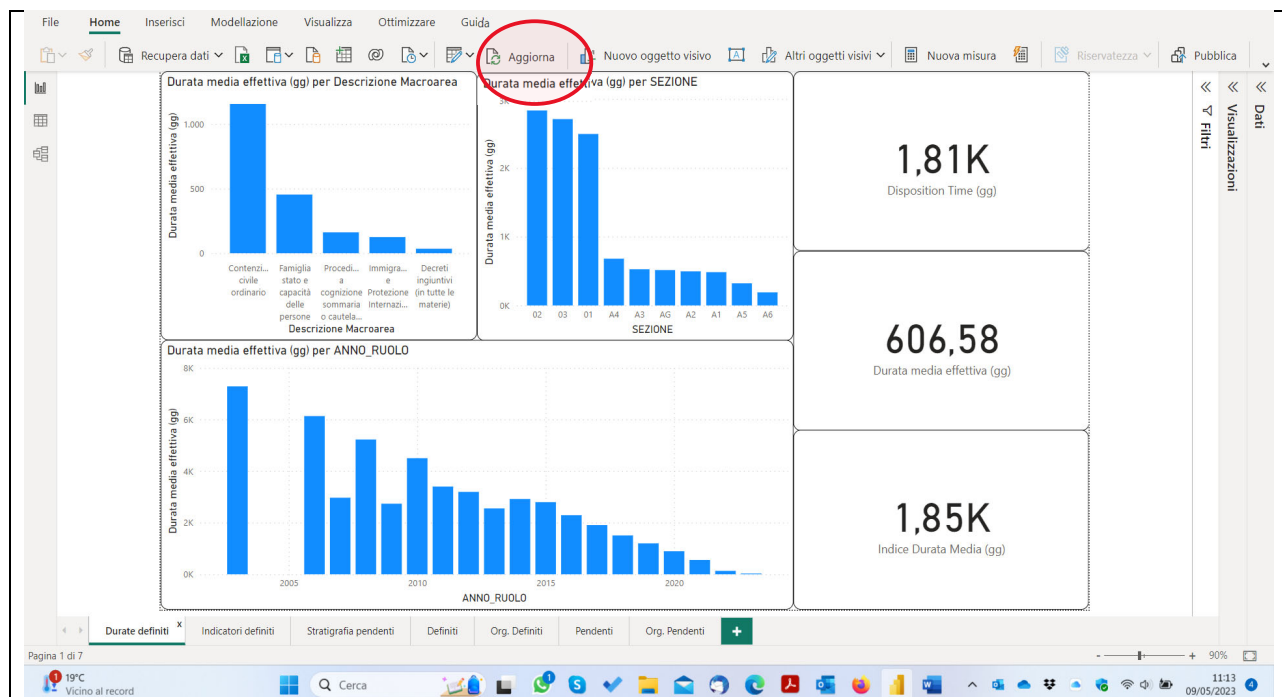 File Home Inserisci Modellazione Visualizza Ottimizzare Guida
Recupera dati Aggiorna Nuovo oggetto visivo Altri oggetti visivi Nuova misura Riservatezza Pubblica
Durata media effettiva (gg) per Descrizione Macroarea
Durata media effettiva (gg)
1.000
500
0
Contenzi... civile ordinario
Famiglia stato e capacità delle persone
Procedi... a cognizione sommaria o cautela...
Immigra... e Protezione Internazi...
Decreti ingiuntivi (in tutte le materie)
Descrizione Macroarea
Durata media effettiva (gg) per SEZIONE
Durata media effettiva (gg)
3K
2K
1K
0K
02 03 01 A4 A3 AG A2 A1 A5 A6
SEZIONE
1,81K
Disposition Time (gg)
606,58
Durata media effettiva (gg)
1,85K
Indice Durata Media (gg)
Durata media effettiva (gg) per ANNO_RUOLO
Durata media effettiva (gg)
8K
6K
4K
2K
0K
2005 2010 2015 2020
ANNO_RUOLO
Filtri
Visualizzazioni
Dati
Durate definiti x Indicatori definiti Stratigrafia pendenti Definiti Org. Definiti Pendenti Org. Pendenti +
Pagina 1 di 7
- + 90%
1 19°C
Vicino al record
Cerca
11:13
09/05/2023
4